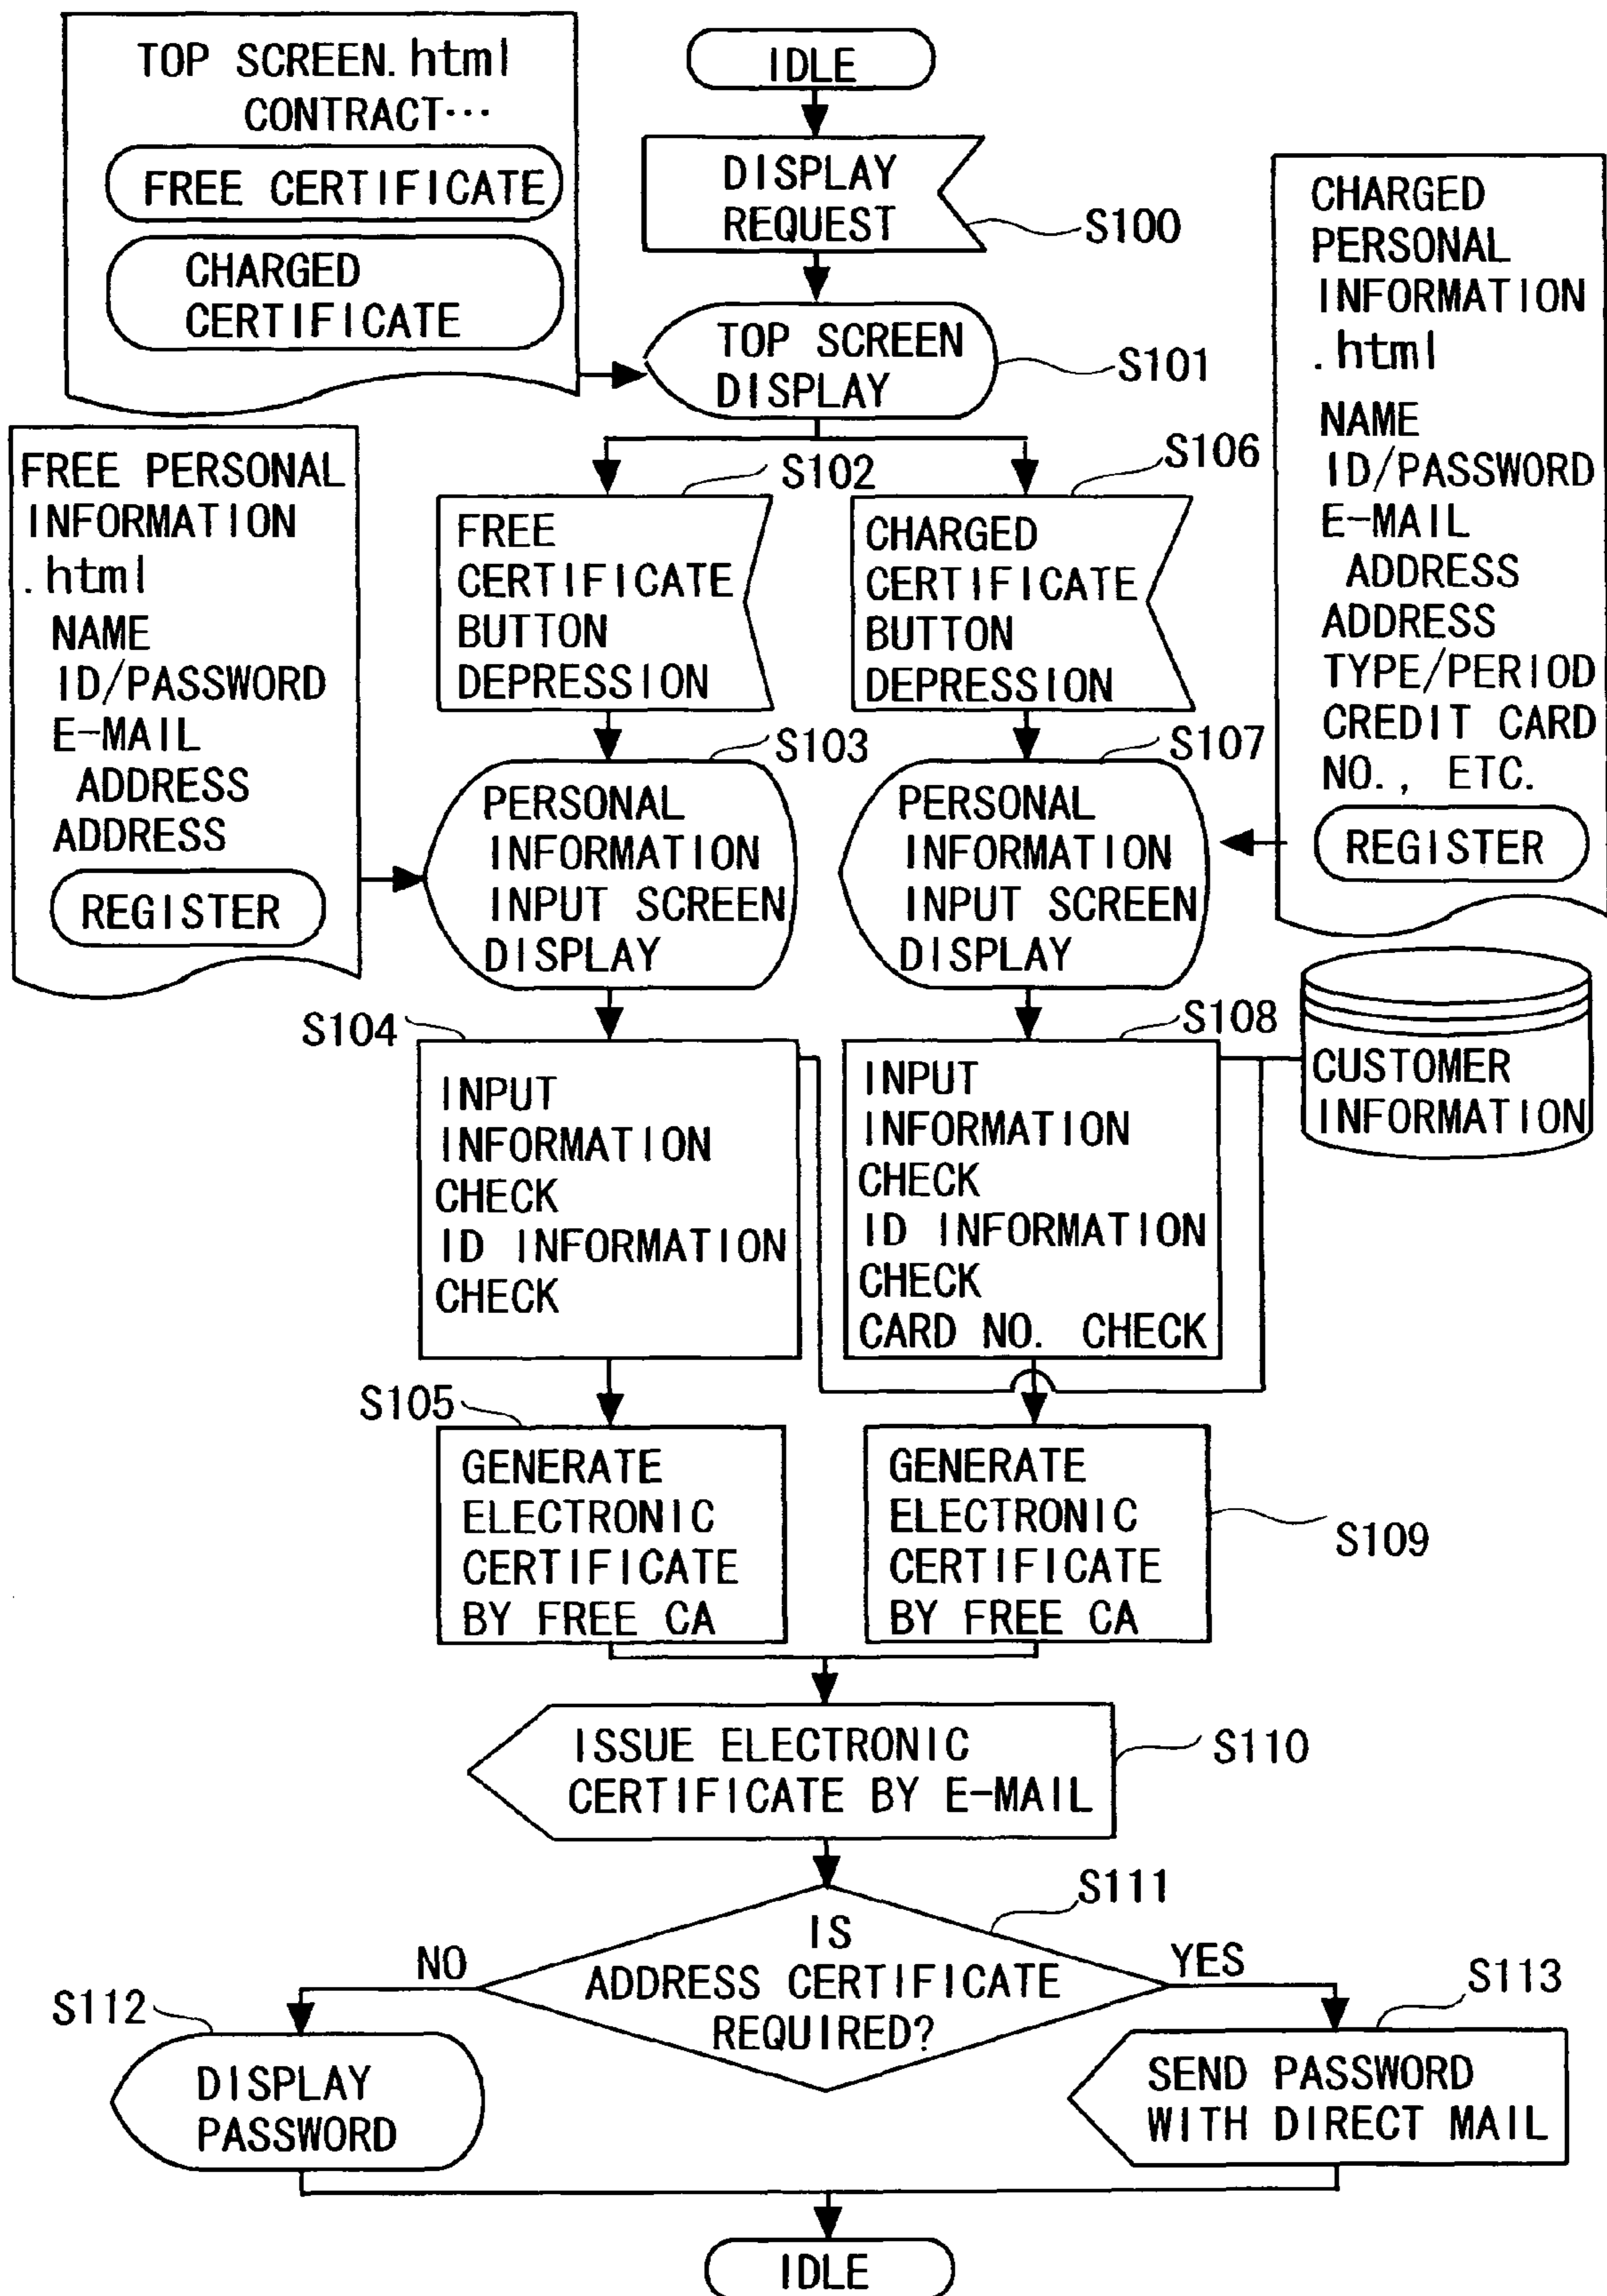 TOP SCREEN.html
CONTRACT···
FREE CERTIFICATE
CHARGED
CERTIFICATE
IDLE
DISPLAY
REQUEST
S100
TOP SCREEN
DISPLAY
S101
CHARGED
PERSONAL
INFORMATION
.html
NAME
ID/PASSWORD
E-MAIL
ADDRESS
ADDRESS
TYPE/PERIOD
CREDIT CARD
NO., ETC.
REGISTER
FREE PERSONAL
INFORMATION
.html
NAME
ID/PASSWORD
E-MAIL
ADDRESS
ADDRESS
REGISTER
S102
FREE
CERTIFICATE
BUTTON
DEPRESSION
S106
CHARGED
CERTIFICATE
BUTTON
DEPRESSION
S103
PERSONAL
INFORMATION
INPUT SCREEN
DISPLAY
S107
PERSONAL
INFORMATION
INPUT SCREEN
DISPLAY
S104
INPUT
INFORMATION
CHECK
ID INFORMATION
CHECK
S108
INPUT
INFORMATION
CHECK
ID INFORMATION
CHECK
CARD NO. CHECK
CUSTOMER
INFORMATION
S105
GENERATE
ELECTRONIC
CERTIFICATE
BY FREE CA
GENERATE
ELECTRONIC
CERTIFICATE
BY FREE CA
S109
ISSUE ELECTRONIC
CERTIFICATE BY E-MAIL
S110
S111
IS
ADDRESS CERTIFICATE
REQUIRED?
NO
YES
S112
DISPLAY
PASSWORD
S113
SEND PASSWORD
WITH DIRECT MAIL
IDLE